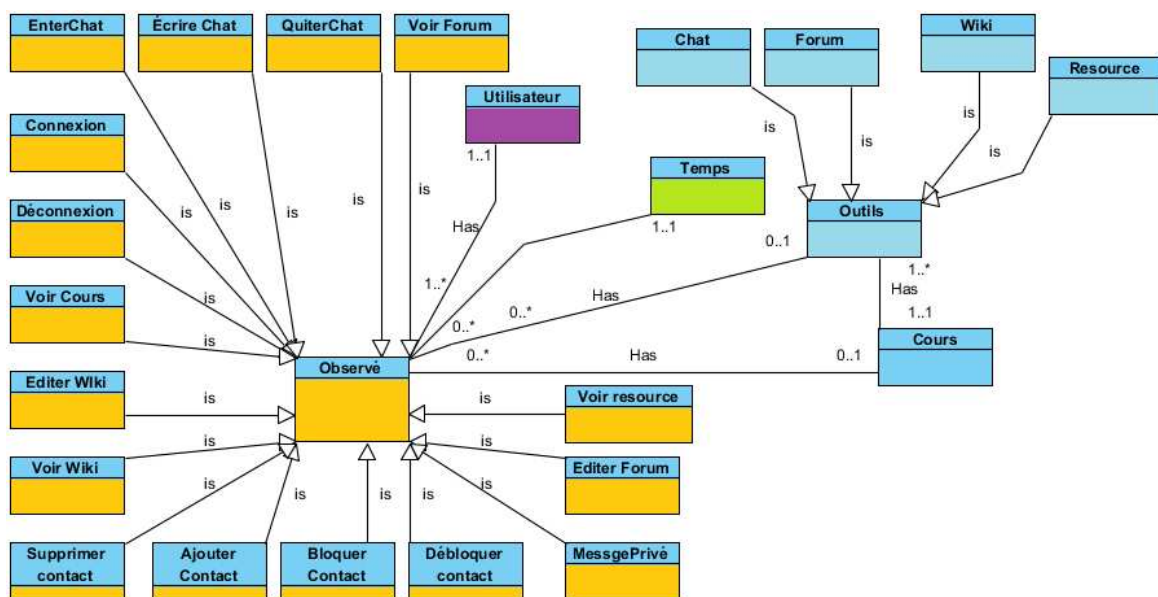 EnterChat
Écrire Chat
QuiterChat
Voir Forum
Chat
Forum
Wiki
Resource
Utilisateur
Connexion
is
is
is
is
1..1
Temps
is
Déconnexion
is
is
is
is
Outils
Has
1..1
0..1
Voir Cours
is
1..*
Has
1..*
Has
0..*
1..1
is
0..*
Cours
Observé
0..*
Has
0..1
Editer WIki
is
is
Voir resource
Voir Wiki
is
is
Editer Forum
is
is
is
is
is
Supprimer
contact
Ajouter
Contact
Bloquer
Contact
Débloquer
contact
MessgePrivé